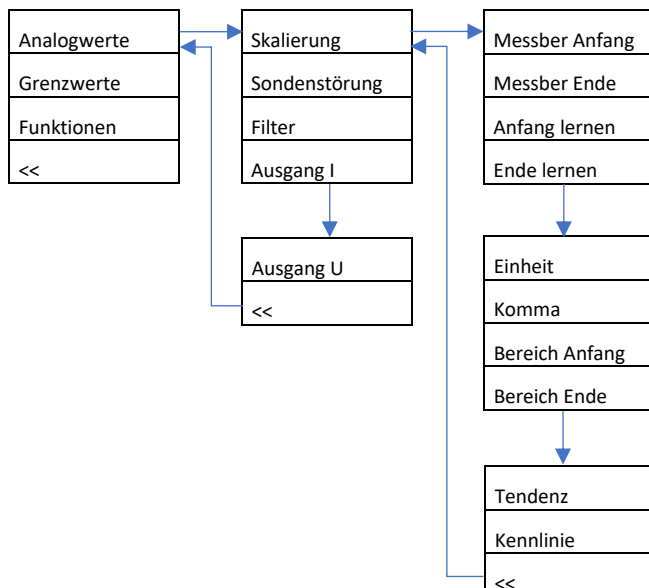 Analogwerte
Grenzwerte
Funktionen
<<
Skalierung
Sondenstörung
Filter
Ausgang I
Ausgang U
<<
Messber Anfang
Messber Ende
Anfang lernen
Ende lernen
Einheit
Komma
Bereich Anfang
Bereich Ende
Tendenz
Kennlinie
<<